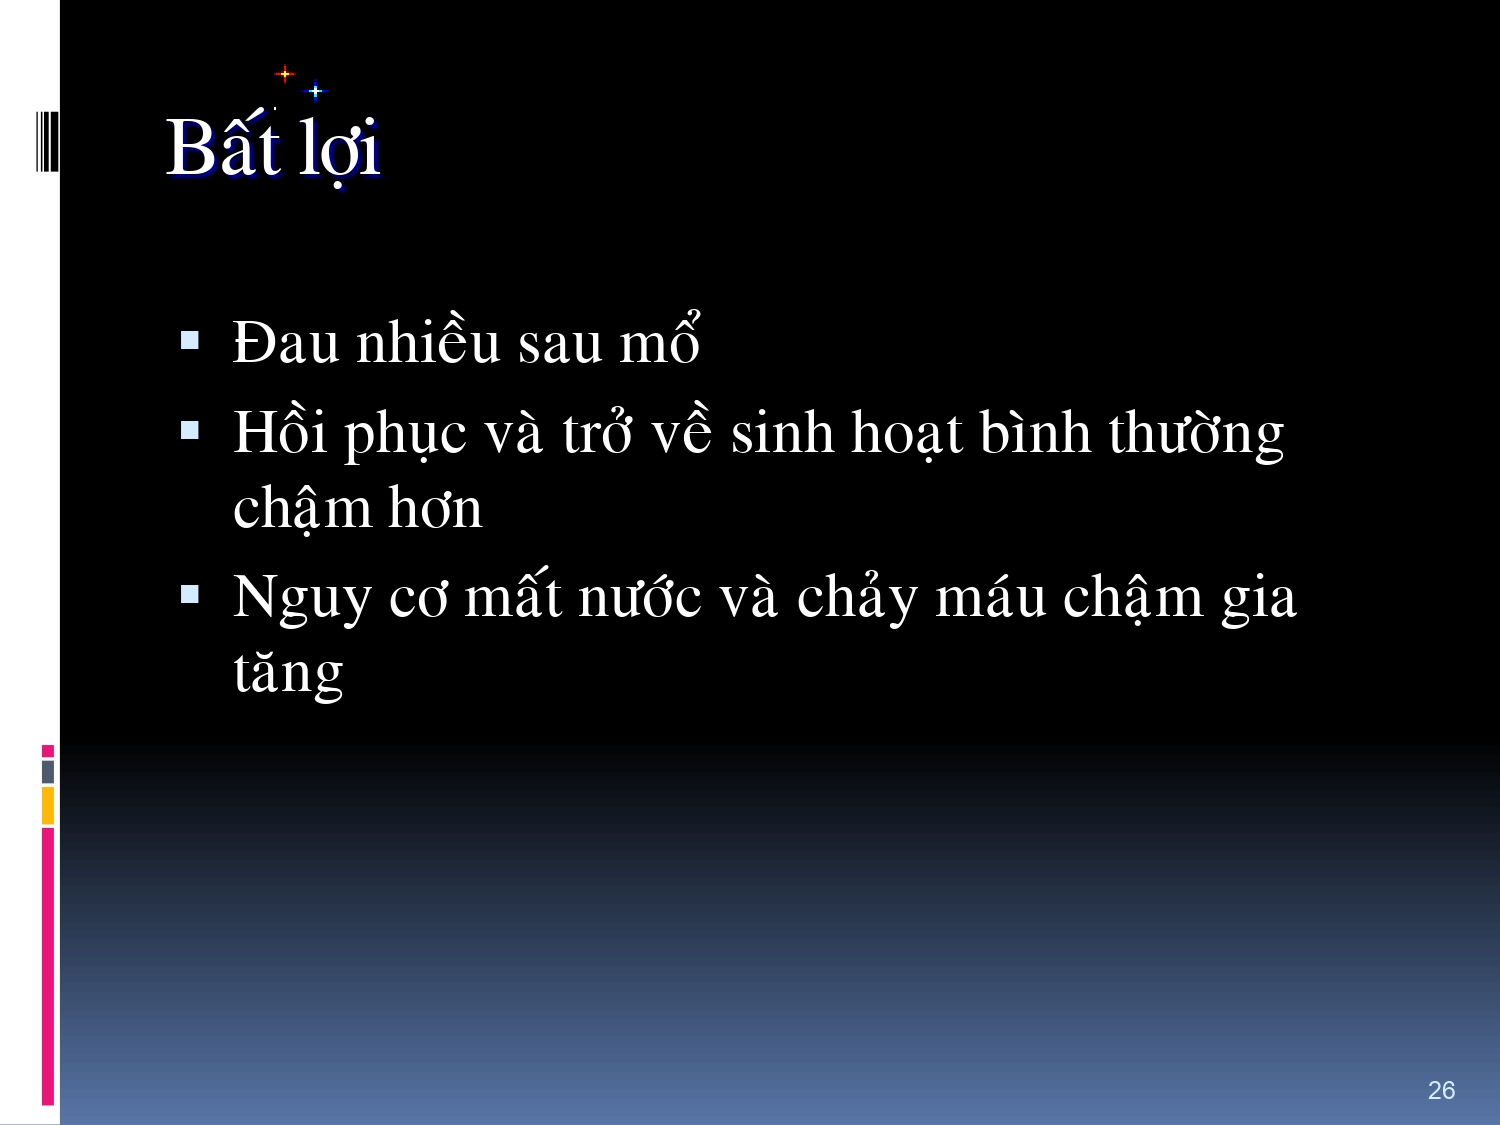 Bất lợi
▪ Đau nhiều sau mổ
▪ Hồi phục và trở về sinh hoạt bình thường
chậm hơn
▪ Nguy cơ mất nước và chảy máu chậm gia
tăng
26